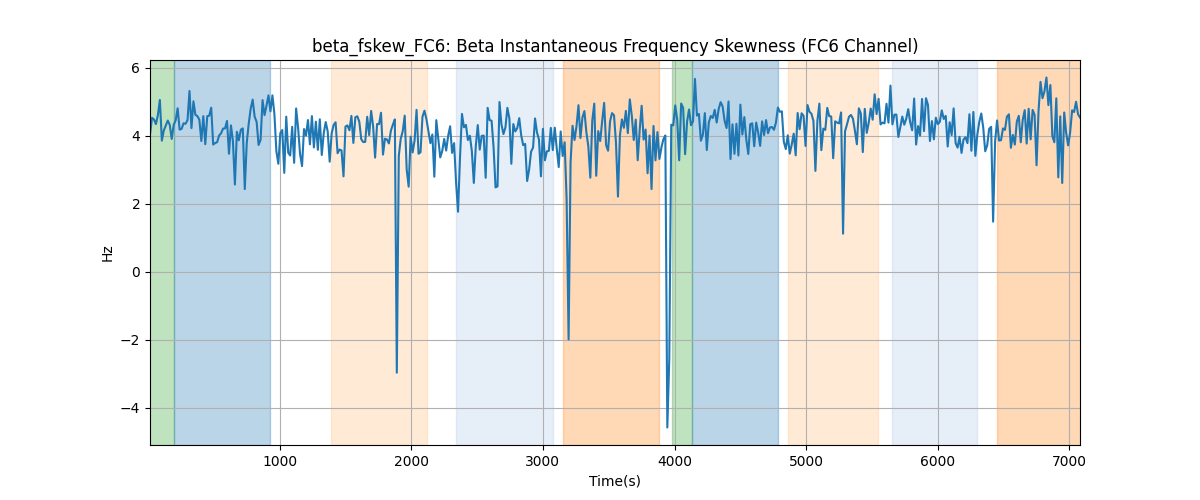 beta_fskew_FC6: Beta Instantaneous Frequency Skewness (FC6 Channel)
6
4
2
0
−2
−4
Hz
1000 2000 3000 4000 5000 6000 7000
Time(s)